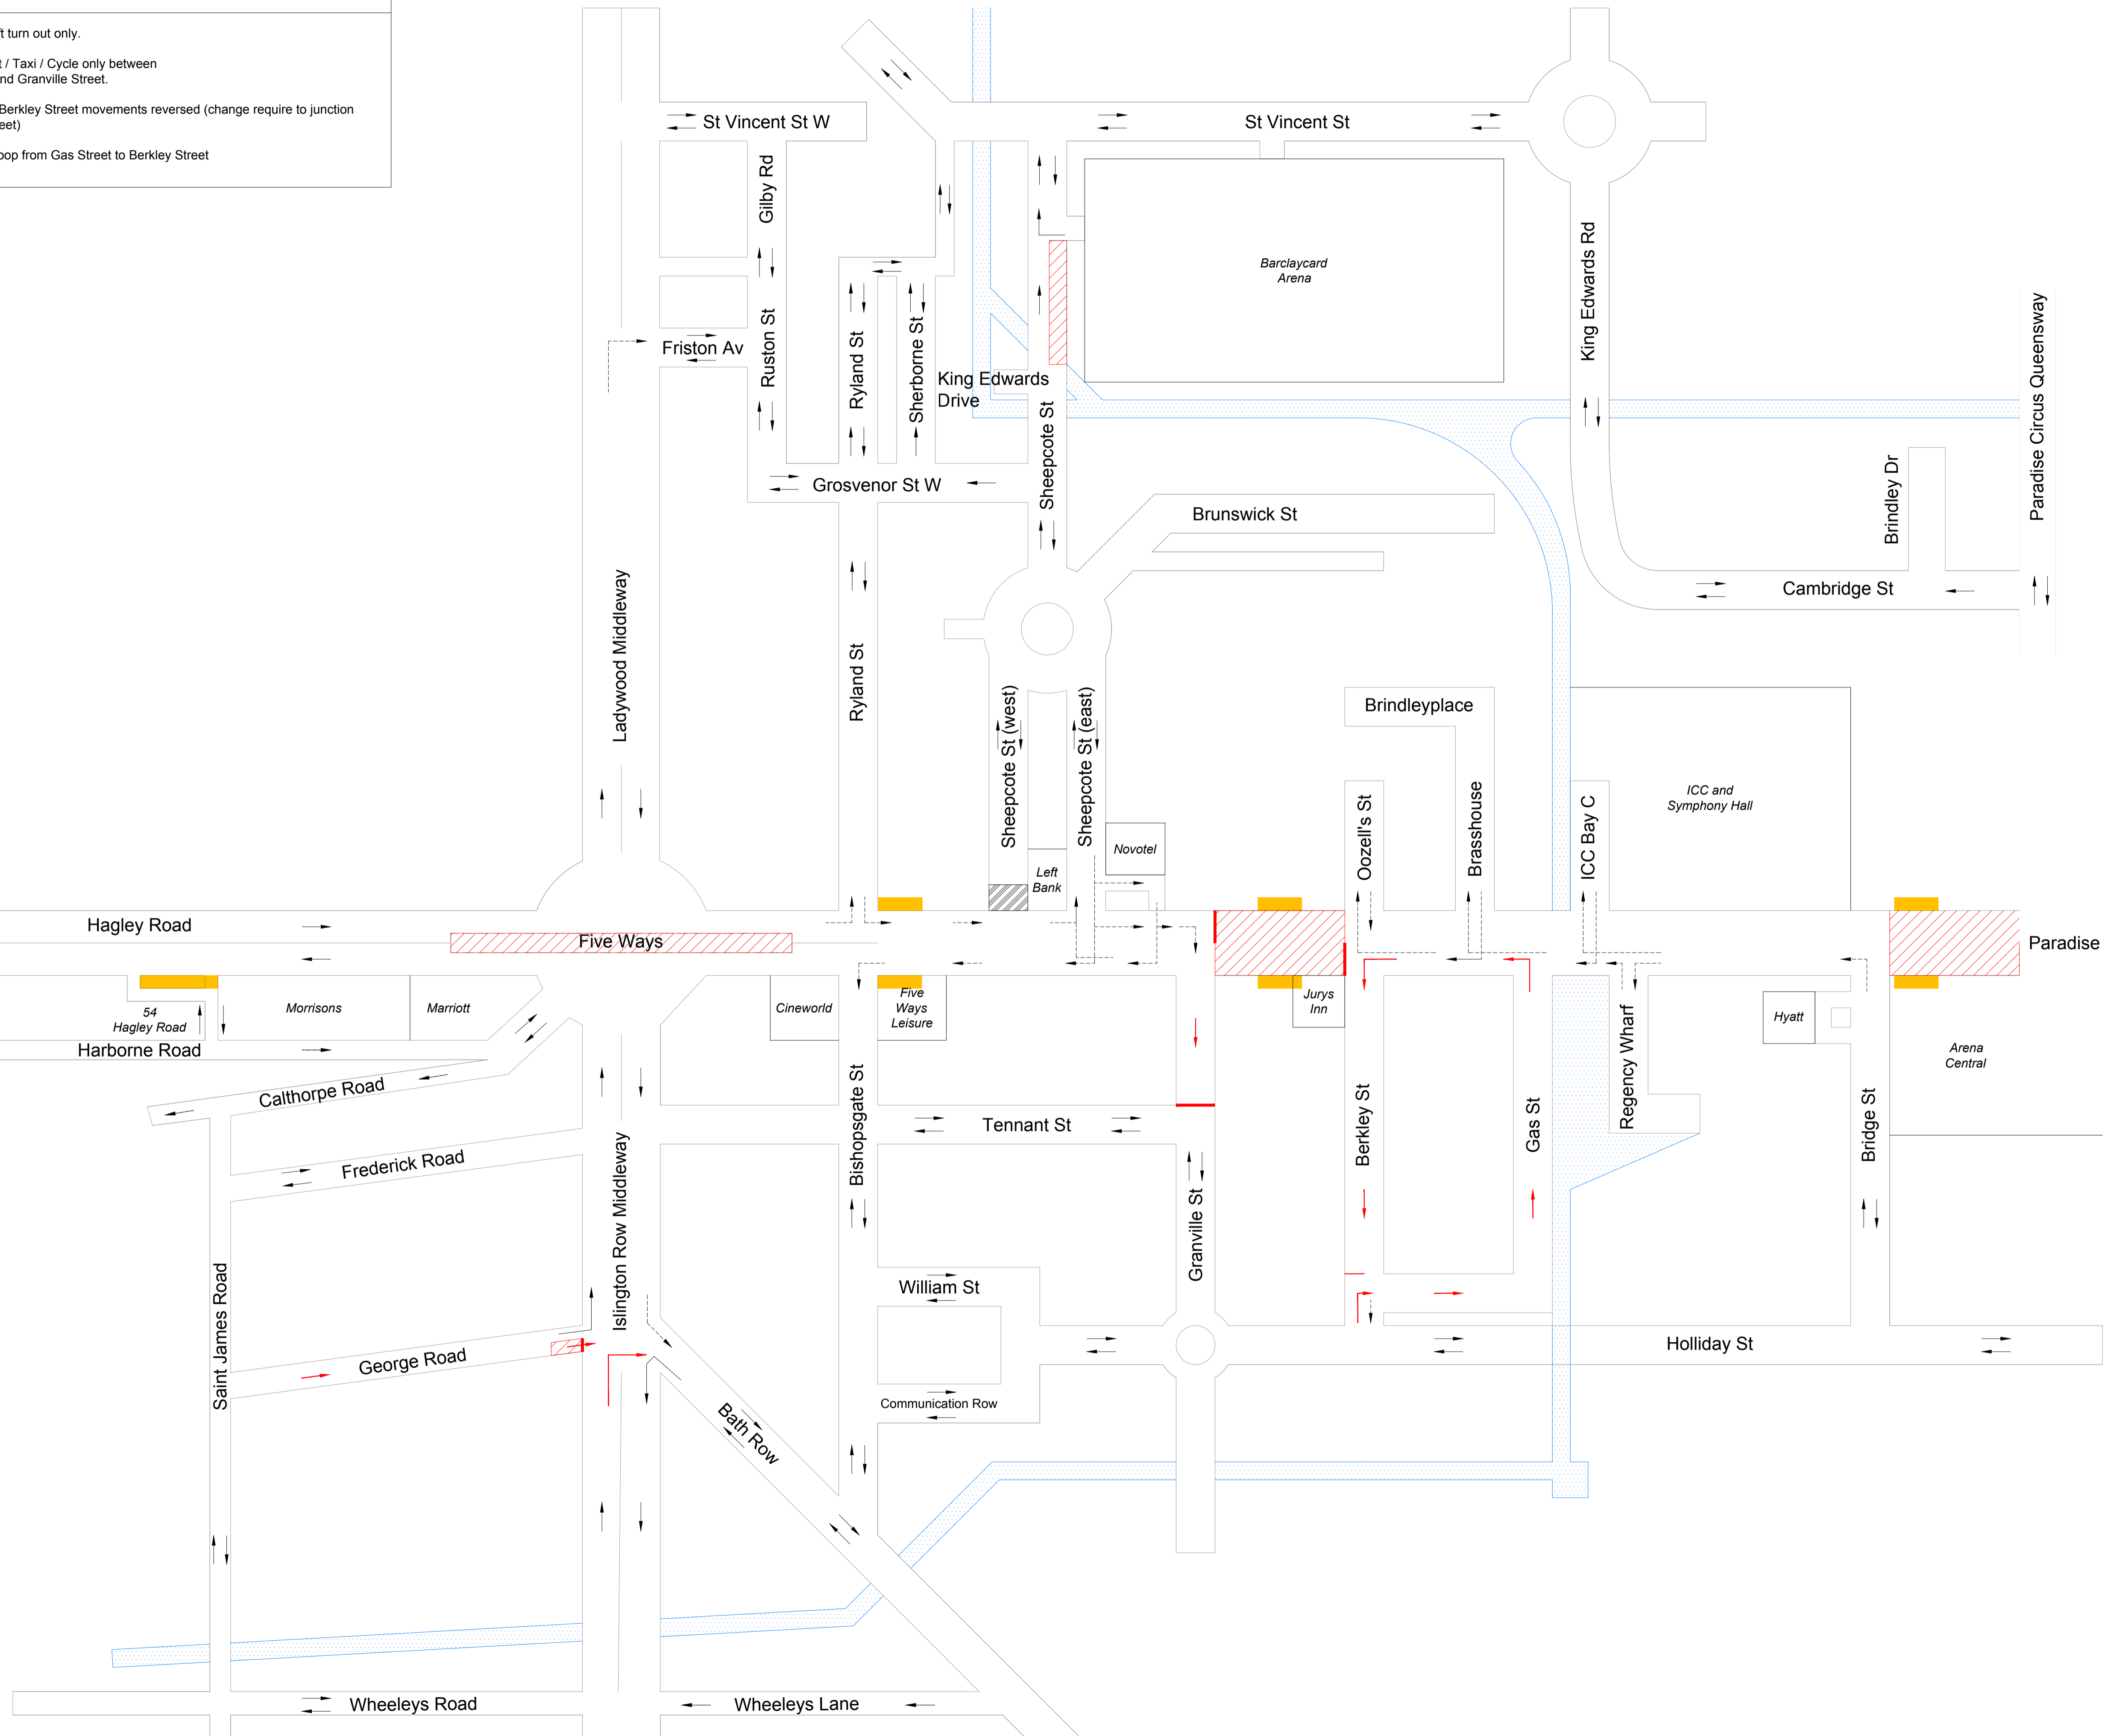 turn out only.
/ Taxi / Cycle only between
and Granville Street.
Berkley Street movements reversed (change require to junction
oop from Gas Street to Berkley Street
St Vincent St W
St Vincent St
Gilby Rd
Barclaycard
Arena
King Edwards Rd
Paradise Circus Queensway
Friston Av
Ruston St
Ryland St
Sherborne St
King Edwards
Drive
Sheepcote St
Grosvenor St W
Brunswick St
Brindley Dr
Cambridge St
Ladywood Middleway
Ryland St
Sheepcote St (west)
Sheepcote St (east)
Brindleyplace
ICC and
Symphony Hall
Oozell's St
Brasshouse
ICC Bay C
Novotel
Left
Bank
Hagley Road
Five Ways
Paradise
54
Hagley Road
Morrisons
Marriott
Cineworld
Five
Ways
Leisure
Jurys
Inn
Hyatt
Arena
Central
Harborne Road
Calthorpe Road
Frederick Road
Islington Row Middleway
Bishopsgate St
Tennant St
Granville St
Berkley St
Gas St
Regency Wharf
Bridge St
William St
Saint James Road
George Road
Holliday St
Communication Row
Bath Row
Wheeleys Road
Wheeleys Lane